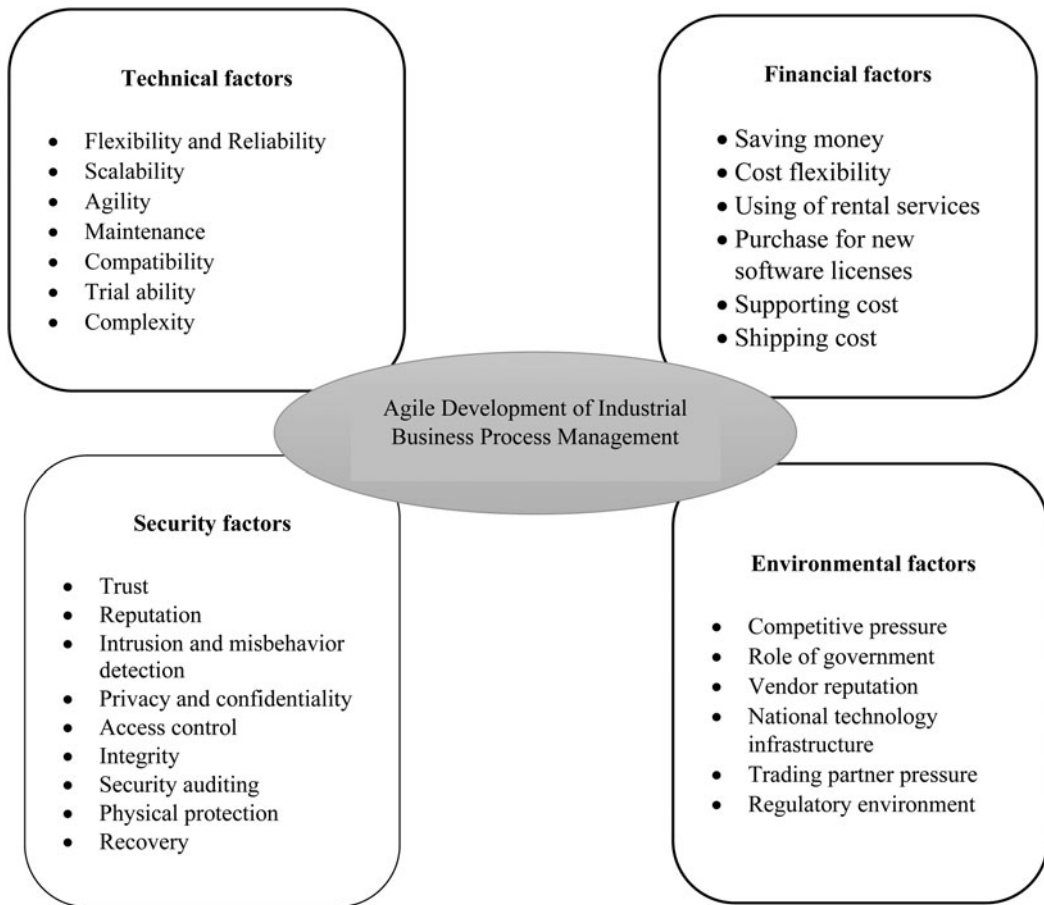 Technical factors
• Flexibility and Reliability
• Scalability
• Agility
• Maintenance
• Compatibility
• Trial ability
• Complexity
Financial factors
• Saving money
• Cost flexibility
• Using of rental services
• Purchase for new
software licenses
• Supporting cost
• Shipping cost
Agile Development of Industrial
Business Process Management
Security factors
• Trust
• Reputation
• Intrusion and misbehavior
detection
• Privacy and confidentiality
• Access control
• Integrity
• Security auditing
• Physical protection
• Recovery
Environmental factors
• Competitive pressure
• Role of government
• Vendor reputation
• National technology
infrastructure
• Trading partner pressure
• Regulatory environment